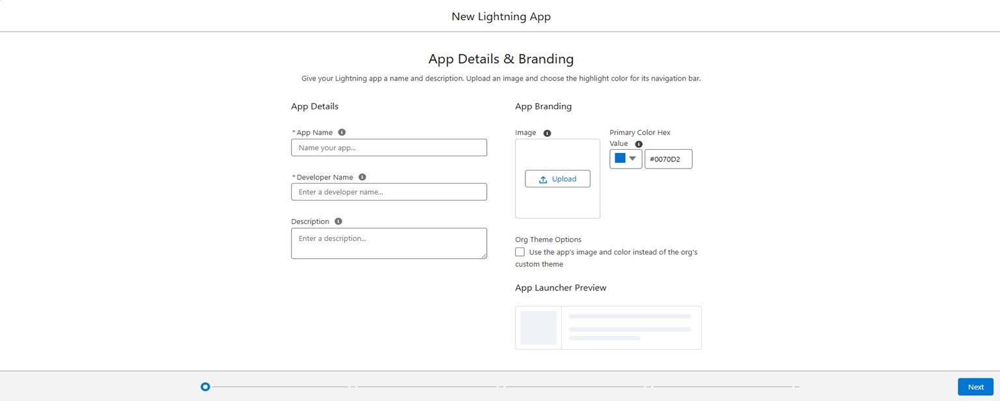 New Lightning App
App Details & Branding
Give your Lightning app a name and description. Upload an image and choose the highlight color for its navigation bar.
App Details
* App Name
Name your app...
* Developer Name
Enter a developer name...
Description
Enter a description...
App Branding
Image
Upload
Primary Color Hex
Value
#0070D2
Org Theme Options
Use the app's image and color instead of the org's
custom theme
App Launcher Preview
Next